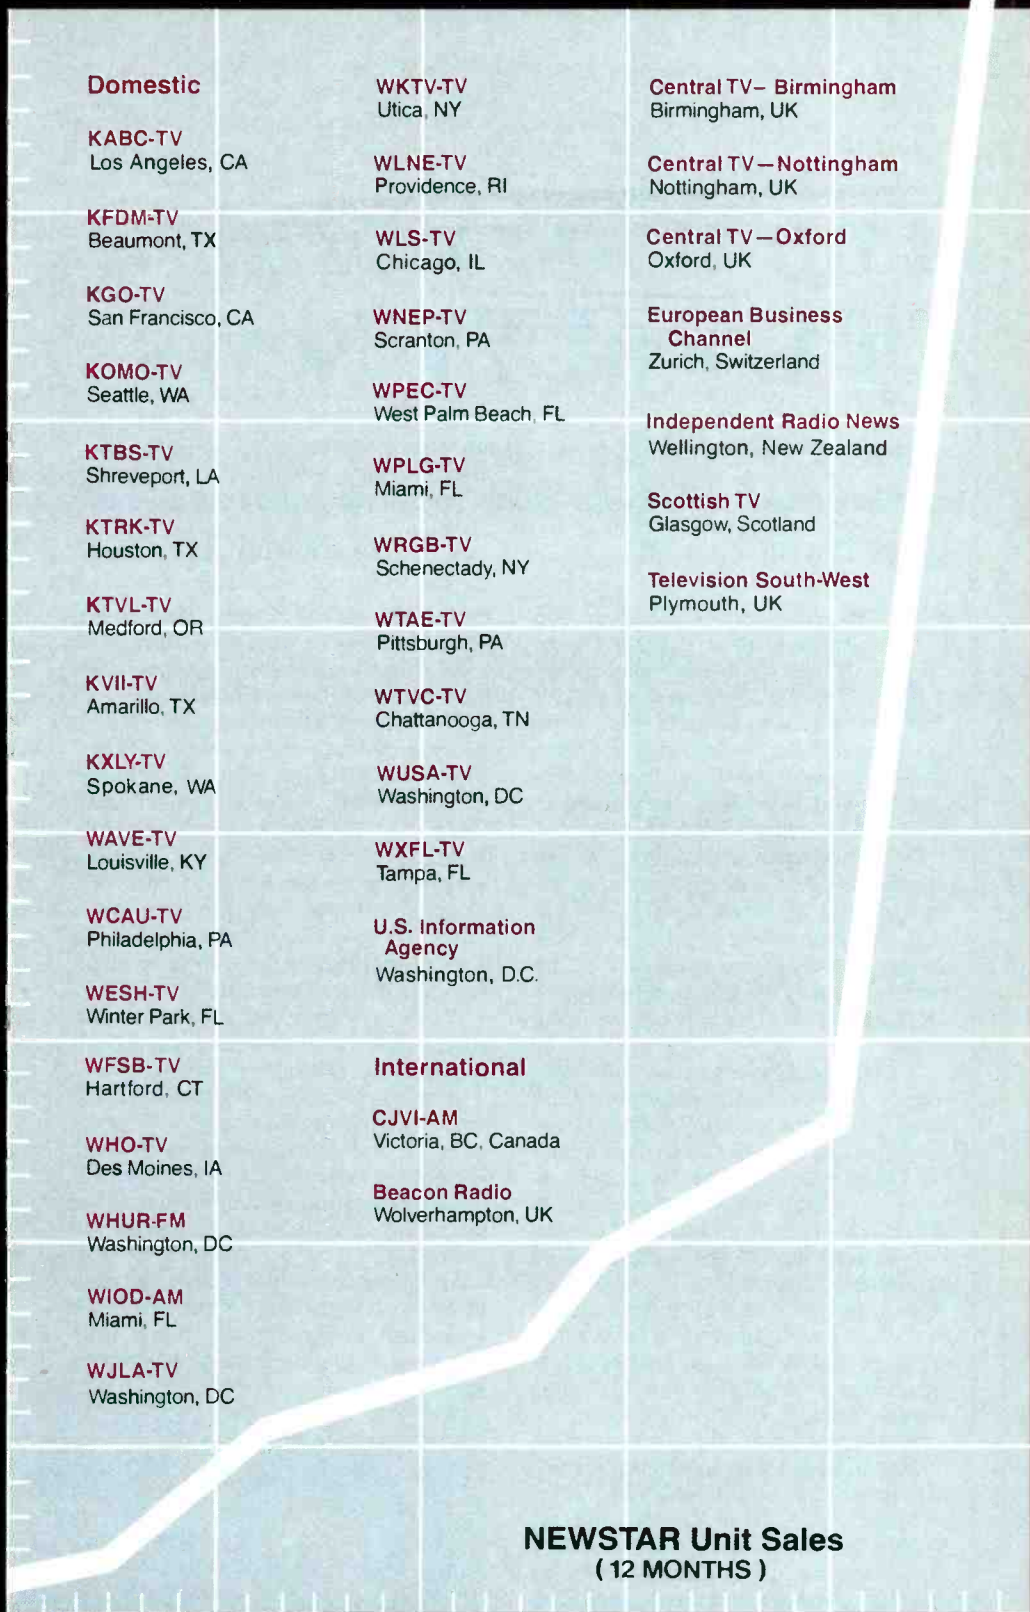 Domestic
KABC-TV
Los Angeles, CA
KFDM-TV
Beaumont, TX
KGO-TV
San Francisco, CA
KOMO-TV
Seattle, WA
KTBS-TV
Shreveport, LA
KTRK-TV
Houston, TX
KTVL-TV
Medford, OR
KVII-TV
Amarillo, TX
KXLY-TV
Spokane, WA
WAVE-TV
Louisville, KY
WCAU-TV
Philadelphia, PA
WESH-TV
Winter Park, FL
WFSB-TV
Hartford, CT
WHO-TV
Des Moines, IA
WHUR-FM
Washington, DC
WIOD-AM
Miami, FL
WJLA-TV
Washington, DC
WKTV-TV
Utica, NY
WLNE-TV
Providence, RI
WLS-TV
Chicago, IL
WNEP-TV
Scranton, PA
WPEC-TV
West Palm Beach, FL
WPLG-TV
Miami, FL
WRGB-TV
Schenectady, NY
WTAE-TV
Pittsburgh, PA
WTVC-TV
Chattanooga, TN
WUSA-TV
Washington, DC
WXFL-TV
Tampa, FL
U.S. Information
Agency
Washington, D.C.
International
CJVI-AM
Victoria, BC, Canada
Beacon Radio
Wolverhampton, UK
Central TV– Birmingham
Birmingham, UK
Central TV—Nottingham
Nottingham, UK
Central TV—Oxford
Oxford, UK
European Business
Channel
Zurich, Switzerland
Independent Radio News
Wellington, New Zealand
Scottish TV
Glasgow, Scotland
Television South-West
Plymouth, UK
NEWSTAR Unit Sales
( 12 MONTHS )